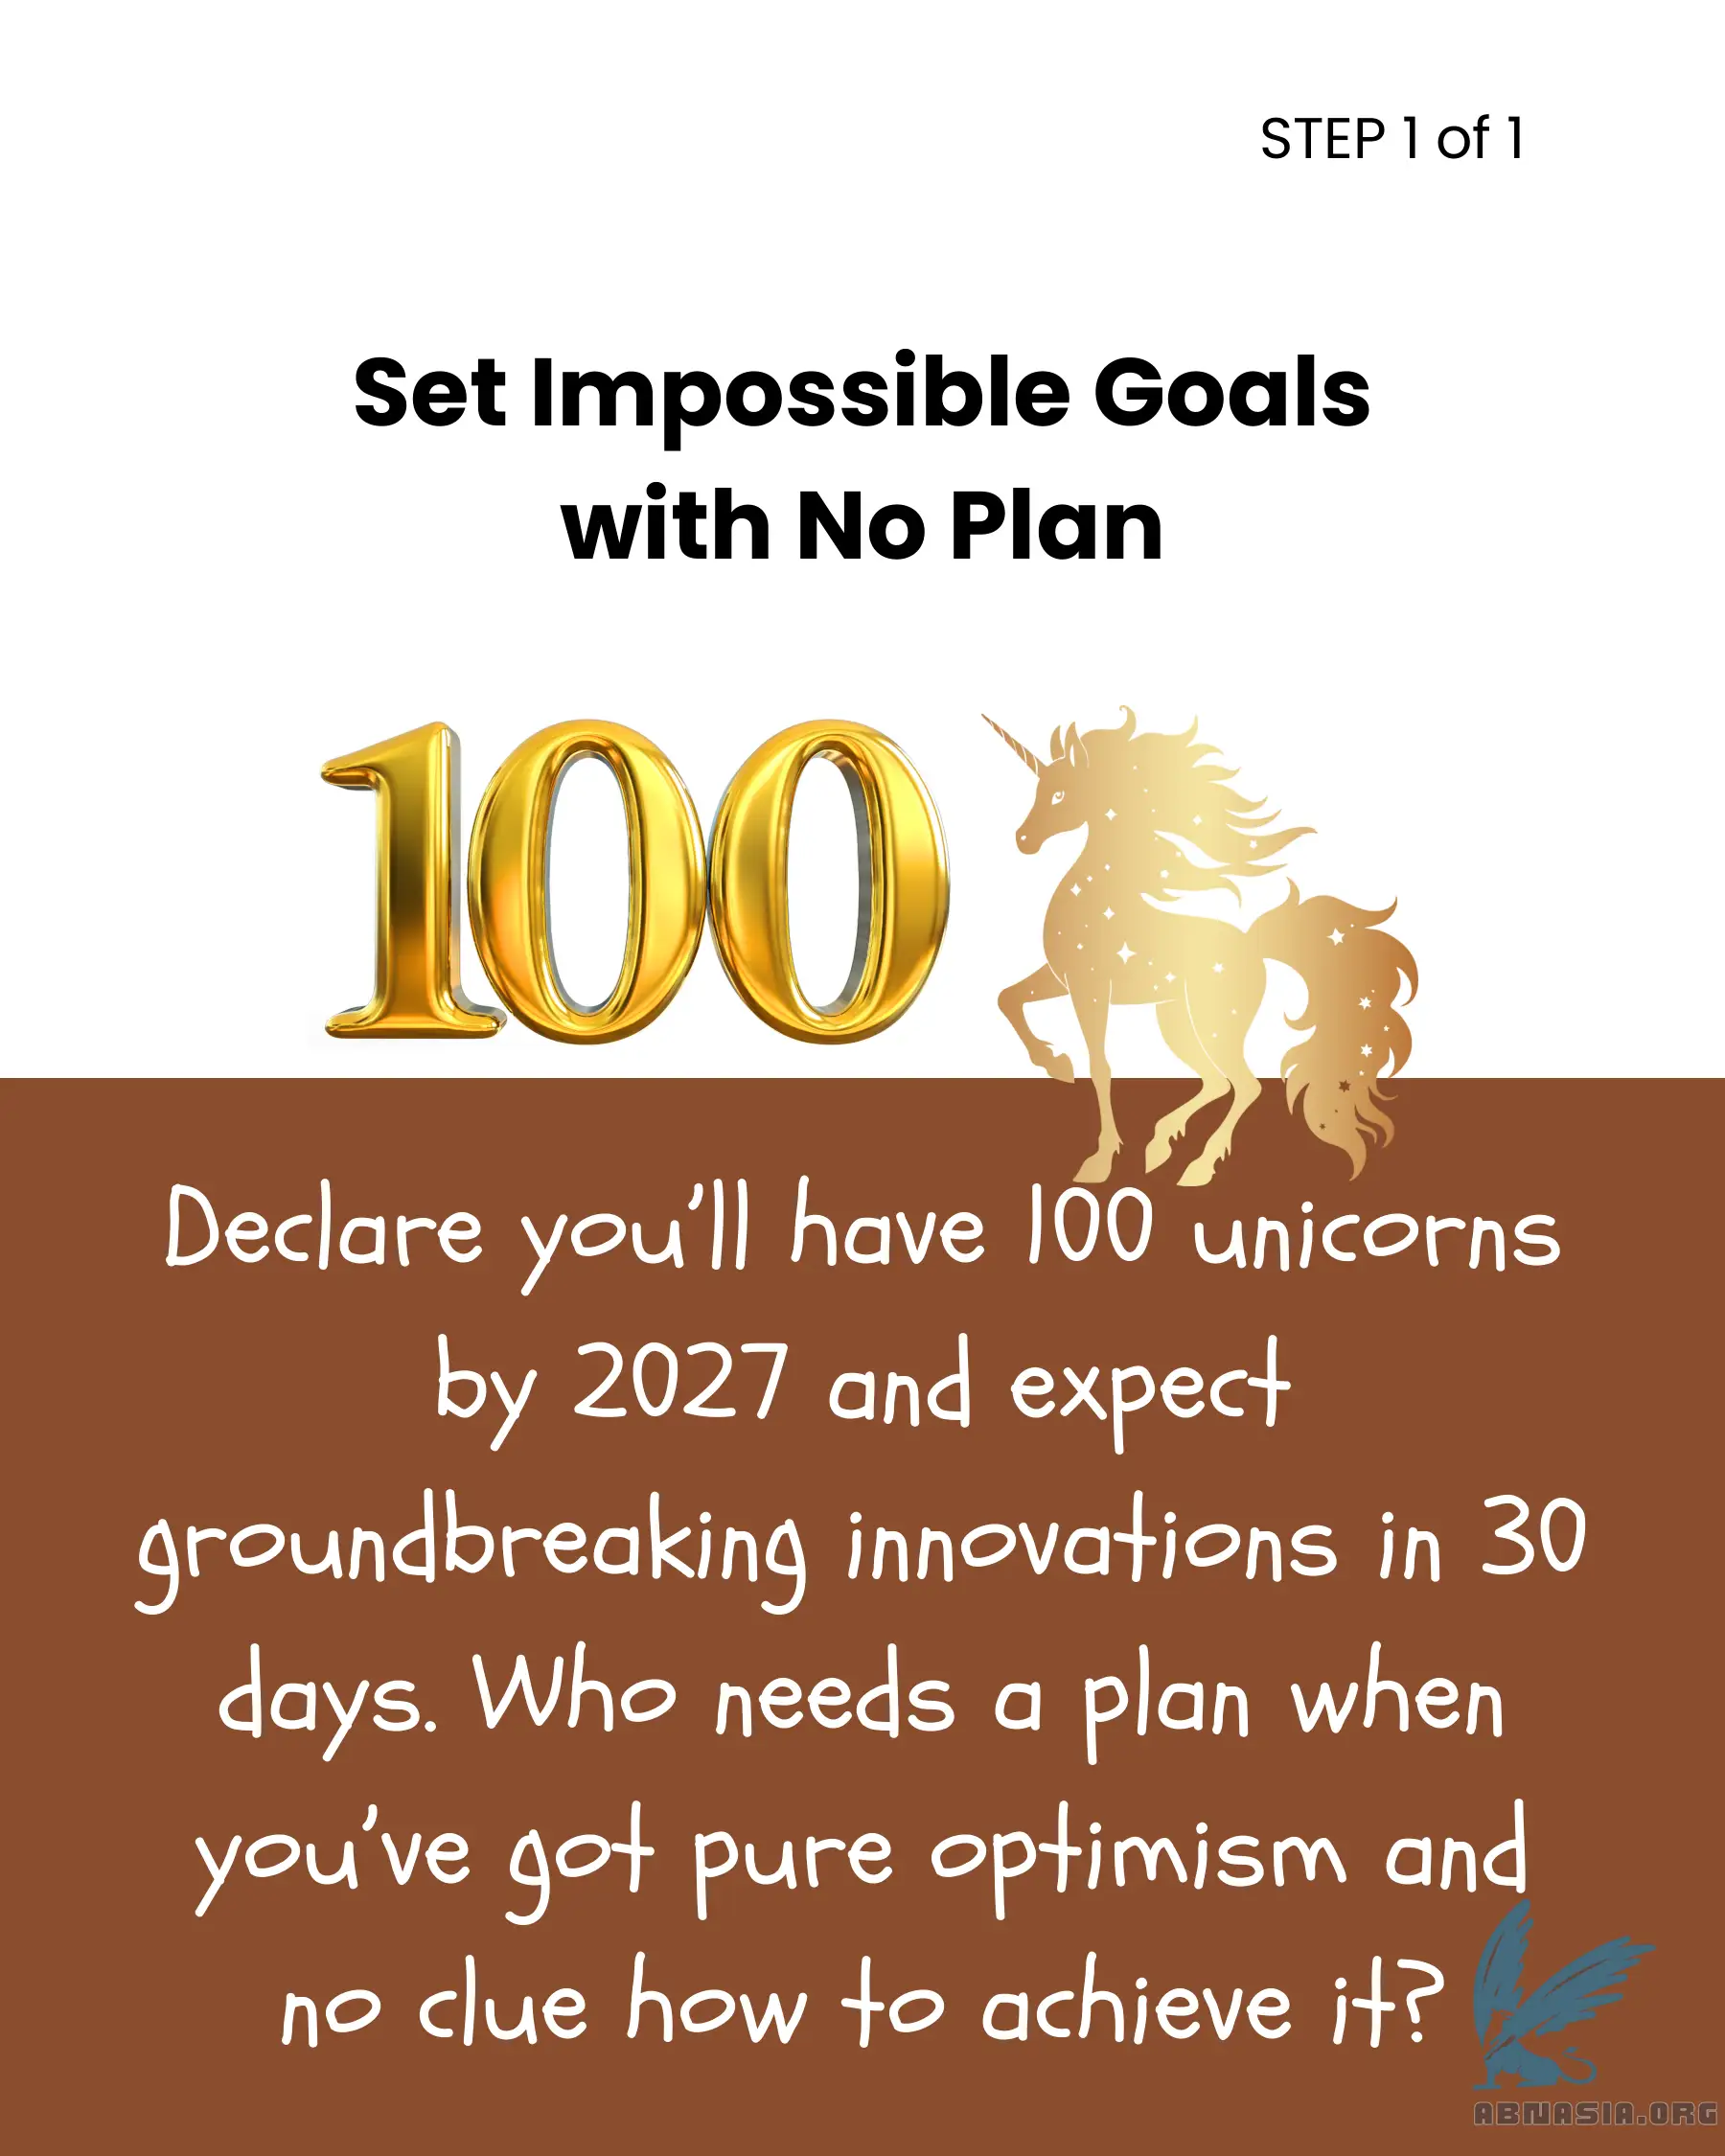 STEP 1 of 1
Set Impossible Goals
with No Plan
100
Declare you'll have 100 unicorns
by 2027 and expect
groundbreaking innovations in 30
days. Who needs a plan when
you've got pure optimism and
no clue how to achieve it?
ABNASIA.ORG